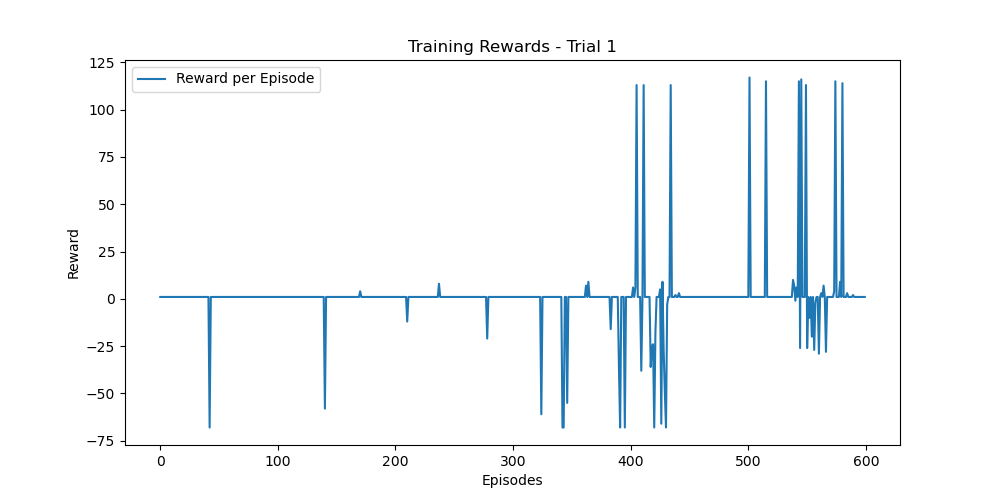 Training Rewards - Trial 1
Reward per Episode
Reward
125
100
75
50
25
0
−25
−50
−75
0 100 200 300 400 500 600
Episodes